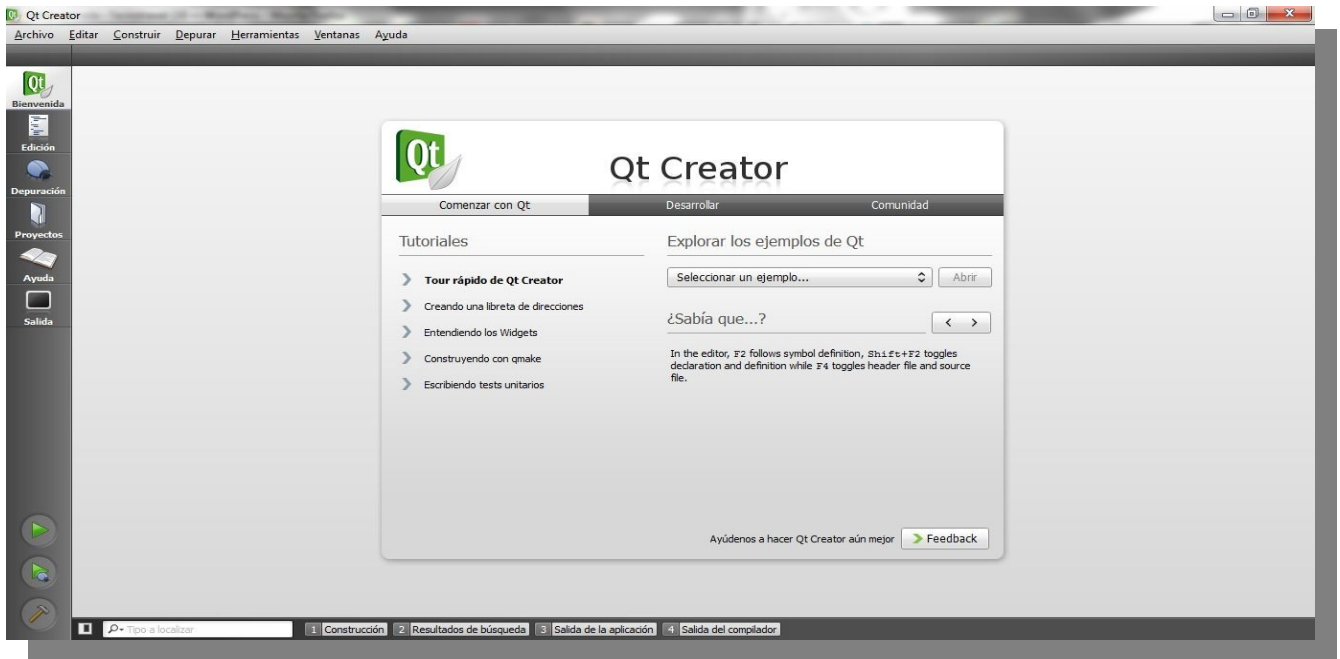 Qt Creator
Archivo Editar Construir Depurar Herramientas Ventanas Ayuda
Qt
Bienvenida
Edición
Depuración
Proyectos
Ayuda
Salida
Qt
Qt Creator
Comenzar con Qt Desarrollar Comunidad
Tutoriales
Tour rápido de Qt Creator
Creando una libreta de direcciones
Entendiendo los Widgets
Construyendo con qmake
Escribiendo tests unitarios
Explorar los ejemplos de Qt
Seleccionar un ejemplo... Abrir
¿Sabía que...?
In the editor, F2 follows symbol definition, Shift+F2 toggles
declaration and definition while F4 toggles header file and source
file.
Ayúdenos a hacer Qt Creator aún mejor Feedback
Tipo a localizar 1 Construcción 2 Resultados de búsqueda 3 Salida de la aplicación 4 Salida del compilador